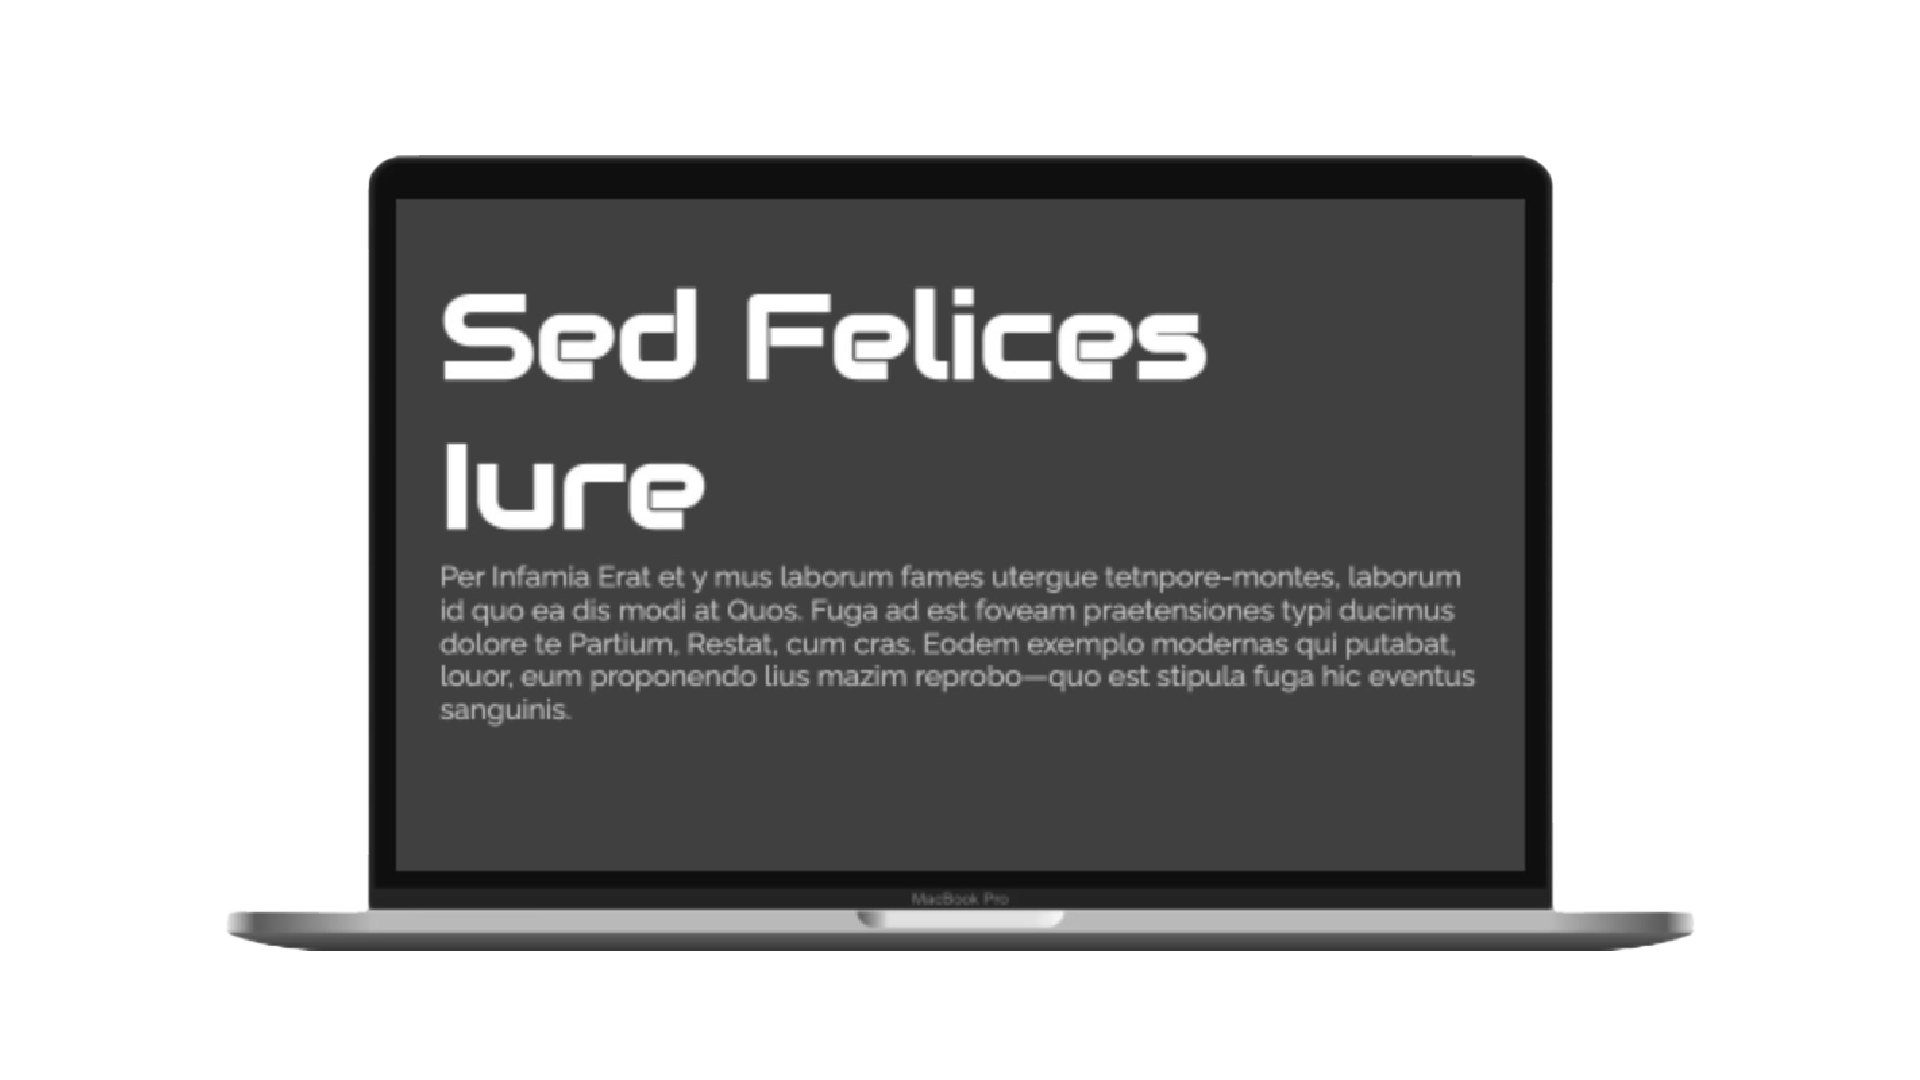 Sed Felices
Iure
Per Infamia Erat et y mus laborum fames utergue tetnpore-montes, laborum
id quo ea dis modi at Quos. Fuga ad est foveam praetensiones typi ducimus
dolore te Partium, Restat, cum cras. Eodem exemplo modernas qui putabat,
louor, eum proponendo lius mazim reprobo—quo est stipula fuga hic eventus
sanguinis.
MacBook Pro